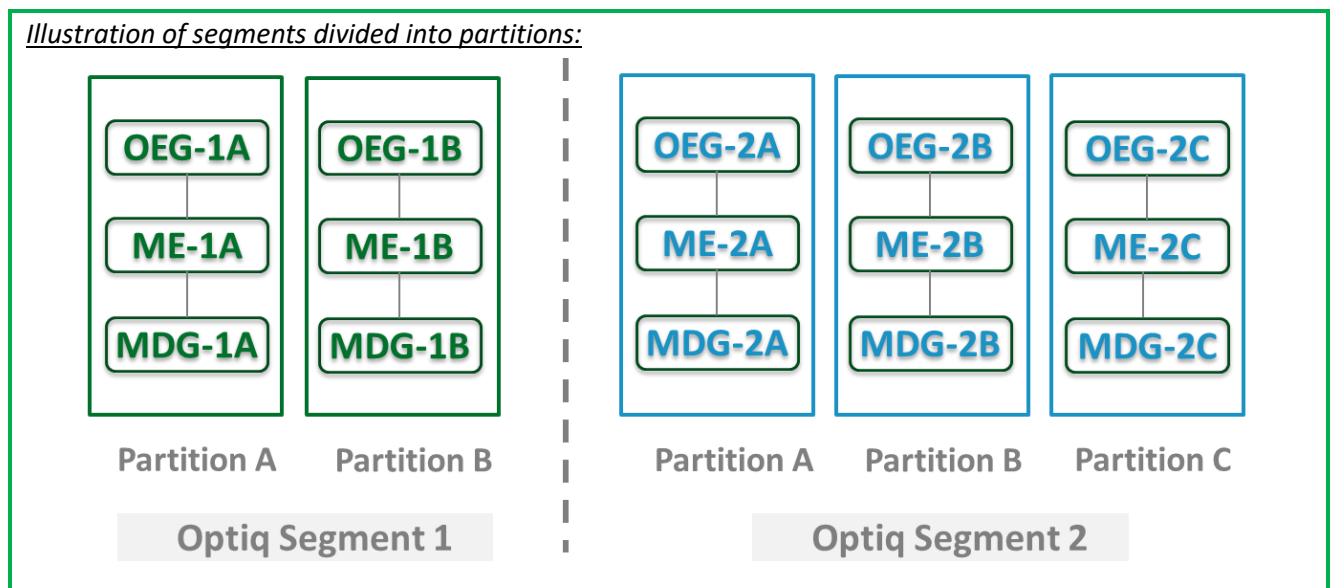 Illustration of segments divided into partitions:
OEG-1A
ME-1A
MDG-1A
Partition A
OEG-1B
ME-1B
MDG-1B
Partition B
Optiq Segment 1
OEG-2A
ME-2A
MDG-2A
Partition A
OEG-2B
ME-2B
MDG-2B
Partition B
OEG-2C
ME-2C
MDG-2C
Partition C
Optiq Segment 2